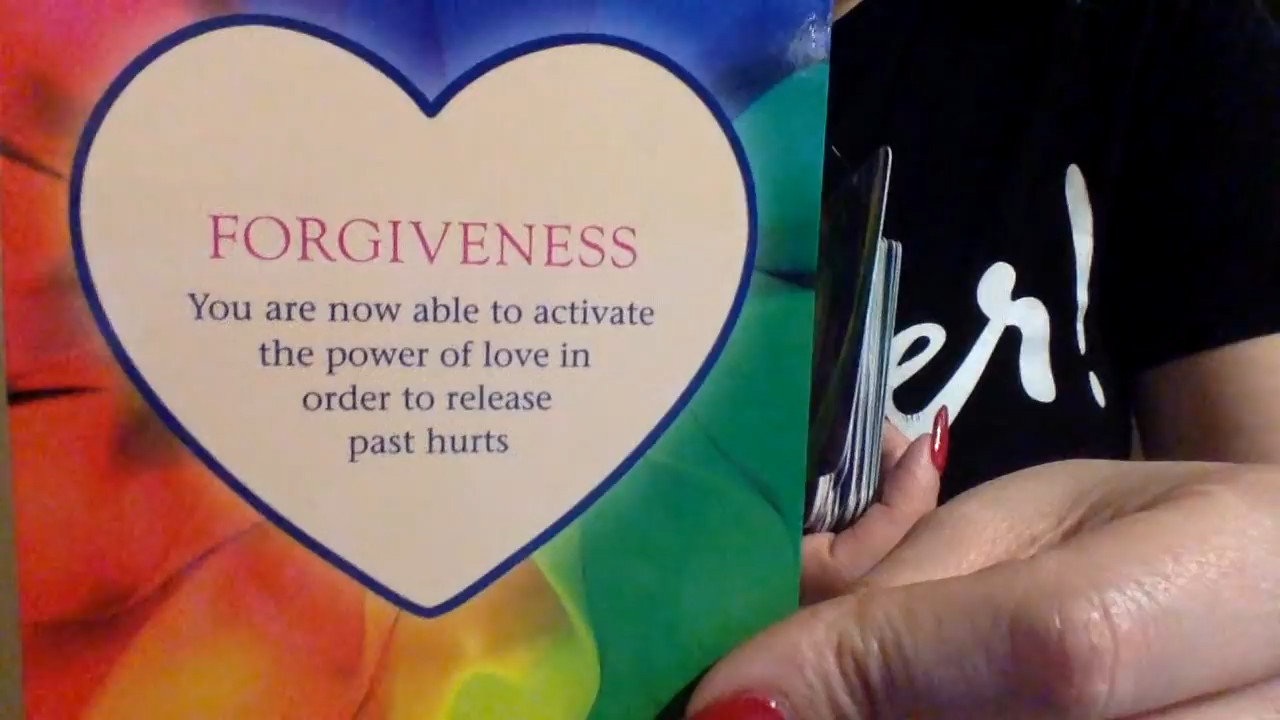 FORGIVENESS
You are now able to activate
the power of love in
order to release
past hurts
er!